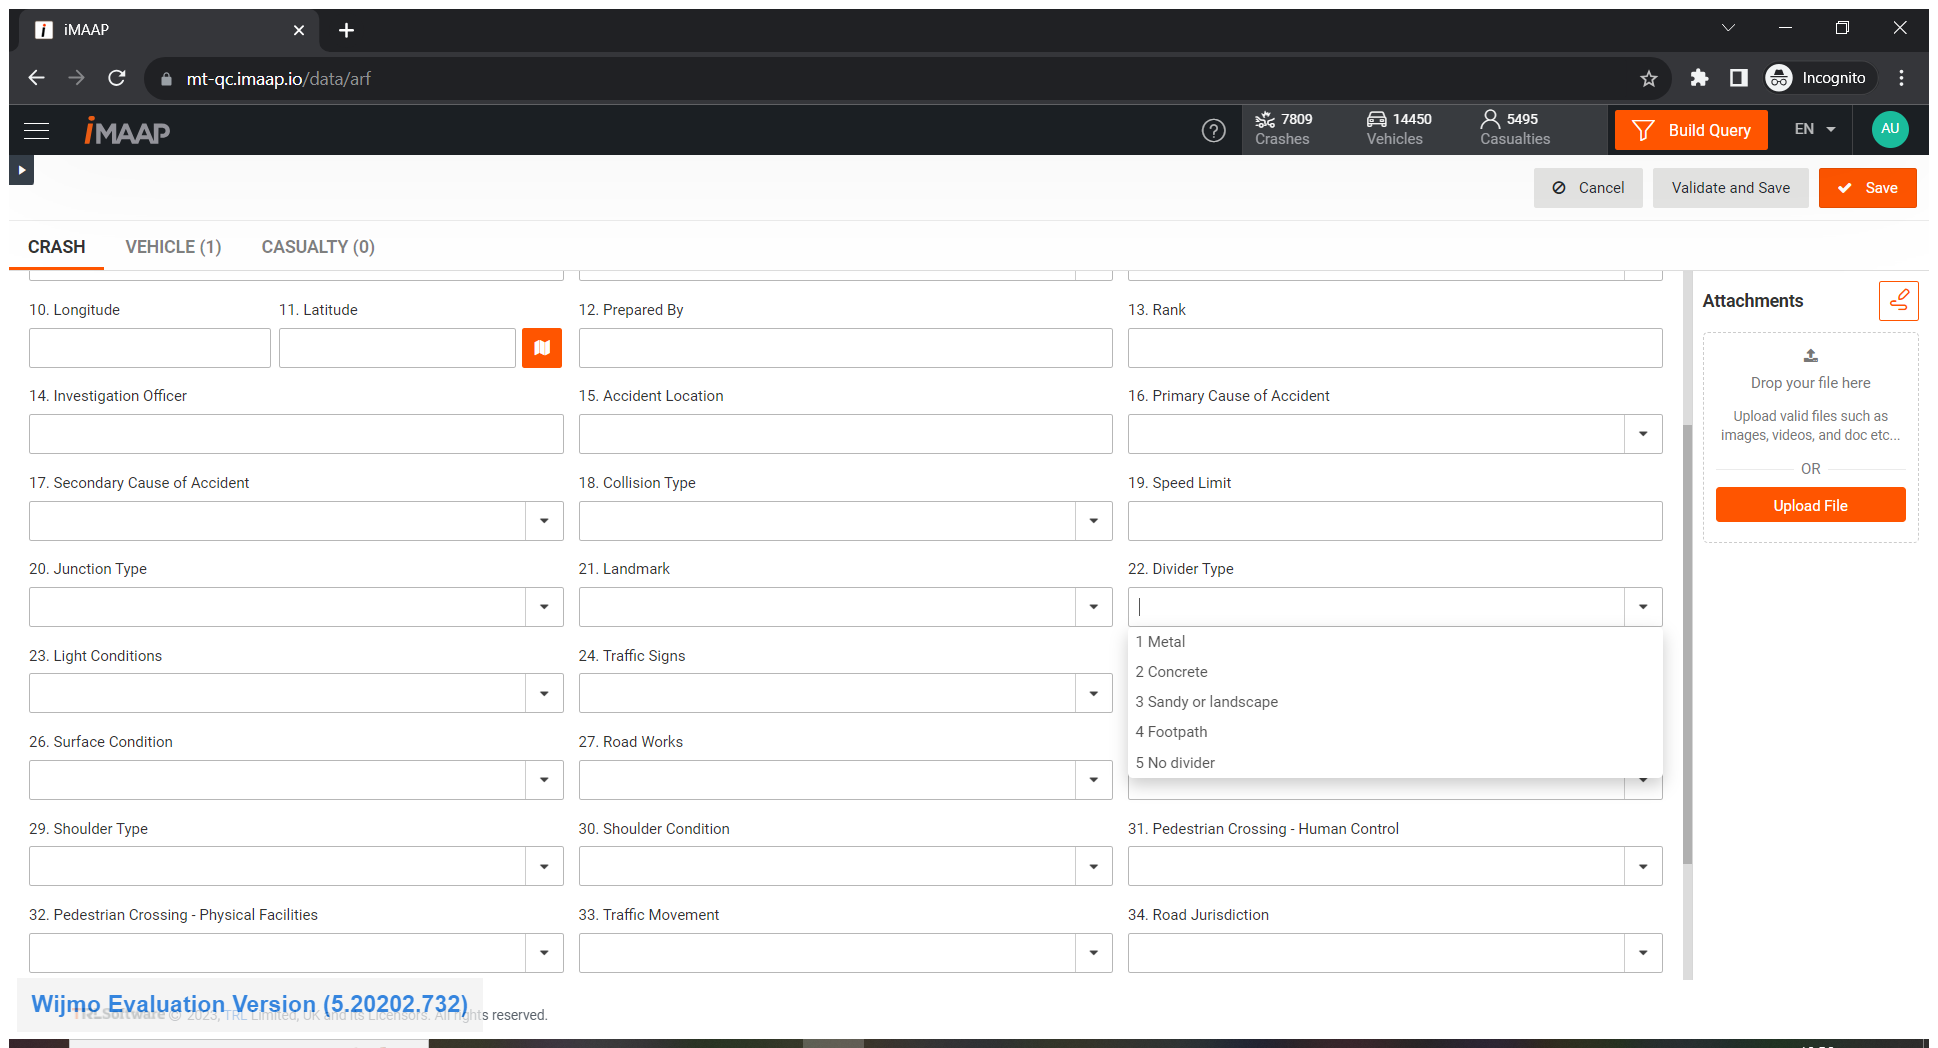 iMAAP
mt-qc.imaap.io/data/arf
Incognito
iMAAP
7809
Crashes
14450
Vehicles
5495
Casualties
Build Query
EN
AU
Cancel
Validate and Save
Save
CRASH
VEHICLE (1)
CASUALTY (0)
10. Longitude
11. Latitude
12. Prepared By
13. Rank
14. Investigation Officer
15. Accident Location
16. Primary Cause of Accident
17. Secondary Cause of Accident
18. Collision Type
19. Speed Limit
20. Junction Type
21. Landmark
22. Divider Type
1 Metal
2 Concrete
3 Sandy or landscape
4 Footpath
5 No divider
23. Light Conditions
24. Traffic Signs
26. Surface Condition
27. Road Works
29. Shoulder Type
30. Shoulder Condition
31. Pedestrian Crossing - Human Control
32. Pedestrian Crossing - Physical Facilities
33. Traffic Movement
34. Road Jurisdiction
Attachments
Drop your file here
Upload valid files such as
images, videos, and doc etc...
OR
Upload File
Wijmo Evaluation Version (5.20202.732)
TRLSoftware © 2023, TRL Limited, UK and its Licensors. All rights reserved.